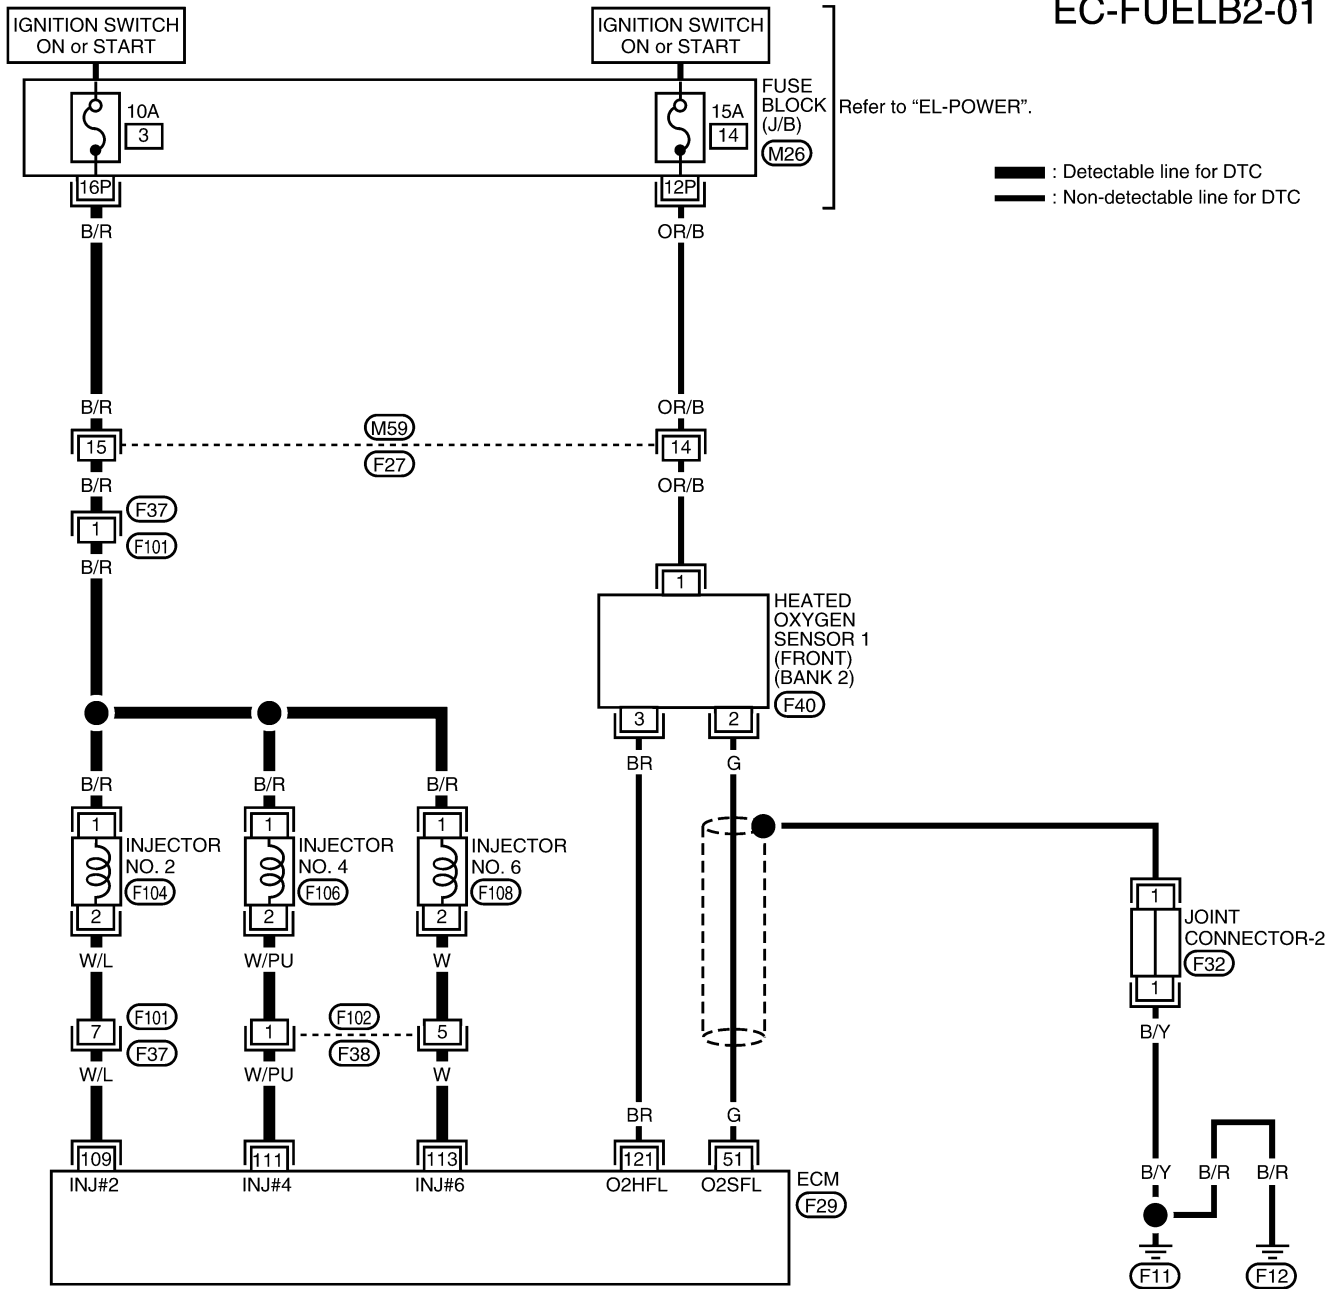 EC-FUELB2-01
IGNITION SWITCH
ON or START
IGNITION SWITCH
ON or START
10A
3
15A
14
FUSE
BLOCK
(J/B)
M26
Refer to “EL-POWER”.
: Detectable line for DTC
: Non-detectable line for DTC
16P
12P
B/R
OR/B
B/R
OR/B
M59
15
14
F27
B/R
OR/B
F37
1
F101
B/R
1
HEATED
OXYGEN
SENSOR 1
(FRONT)
(BANK 2)
F40
3
2
BR
G
B/R
B/R
B/R
1
1
1
INJECTOR
NO. 2
F104
INJECTOR
NO. 4
F106
INJECTOR
NO. 6
F108
2
2
2
1
JOINT
CONNECTOR-2
F32
1
W/L
W/PU
W
F101
7
F37
F102
1
5
F38
B/Y
W/L
W/PU
W
BR
G
109
111
113
121
51
INJ#2
INJ#4
INJ#6
O2HFL
O2SFL
ECM
F29
B/Y
B/R
B/R
F11
F12